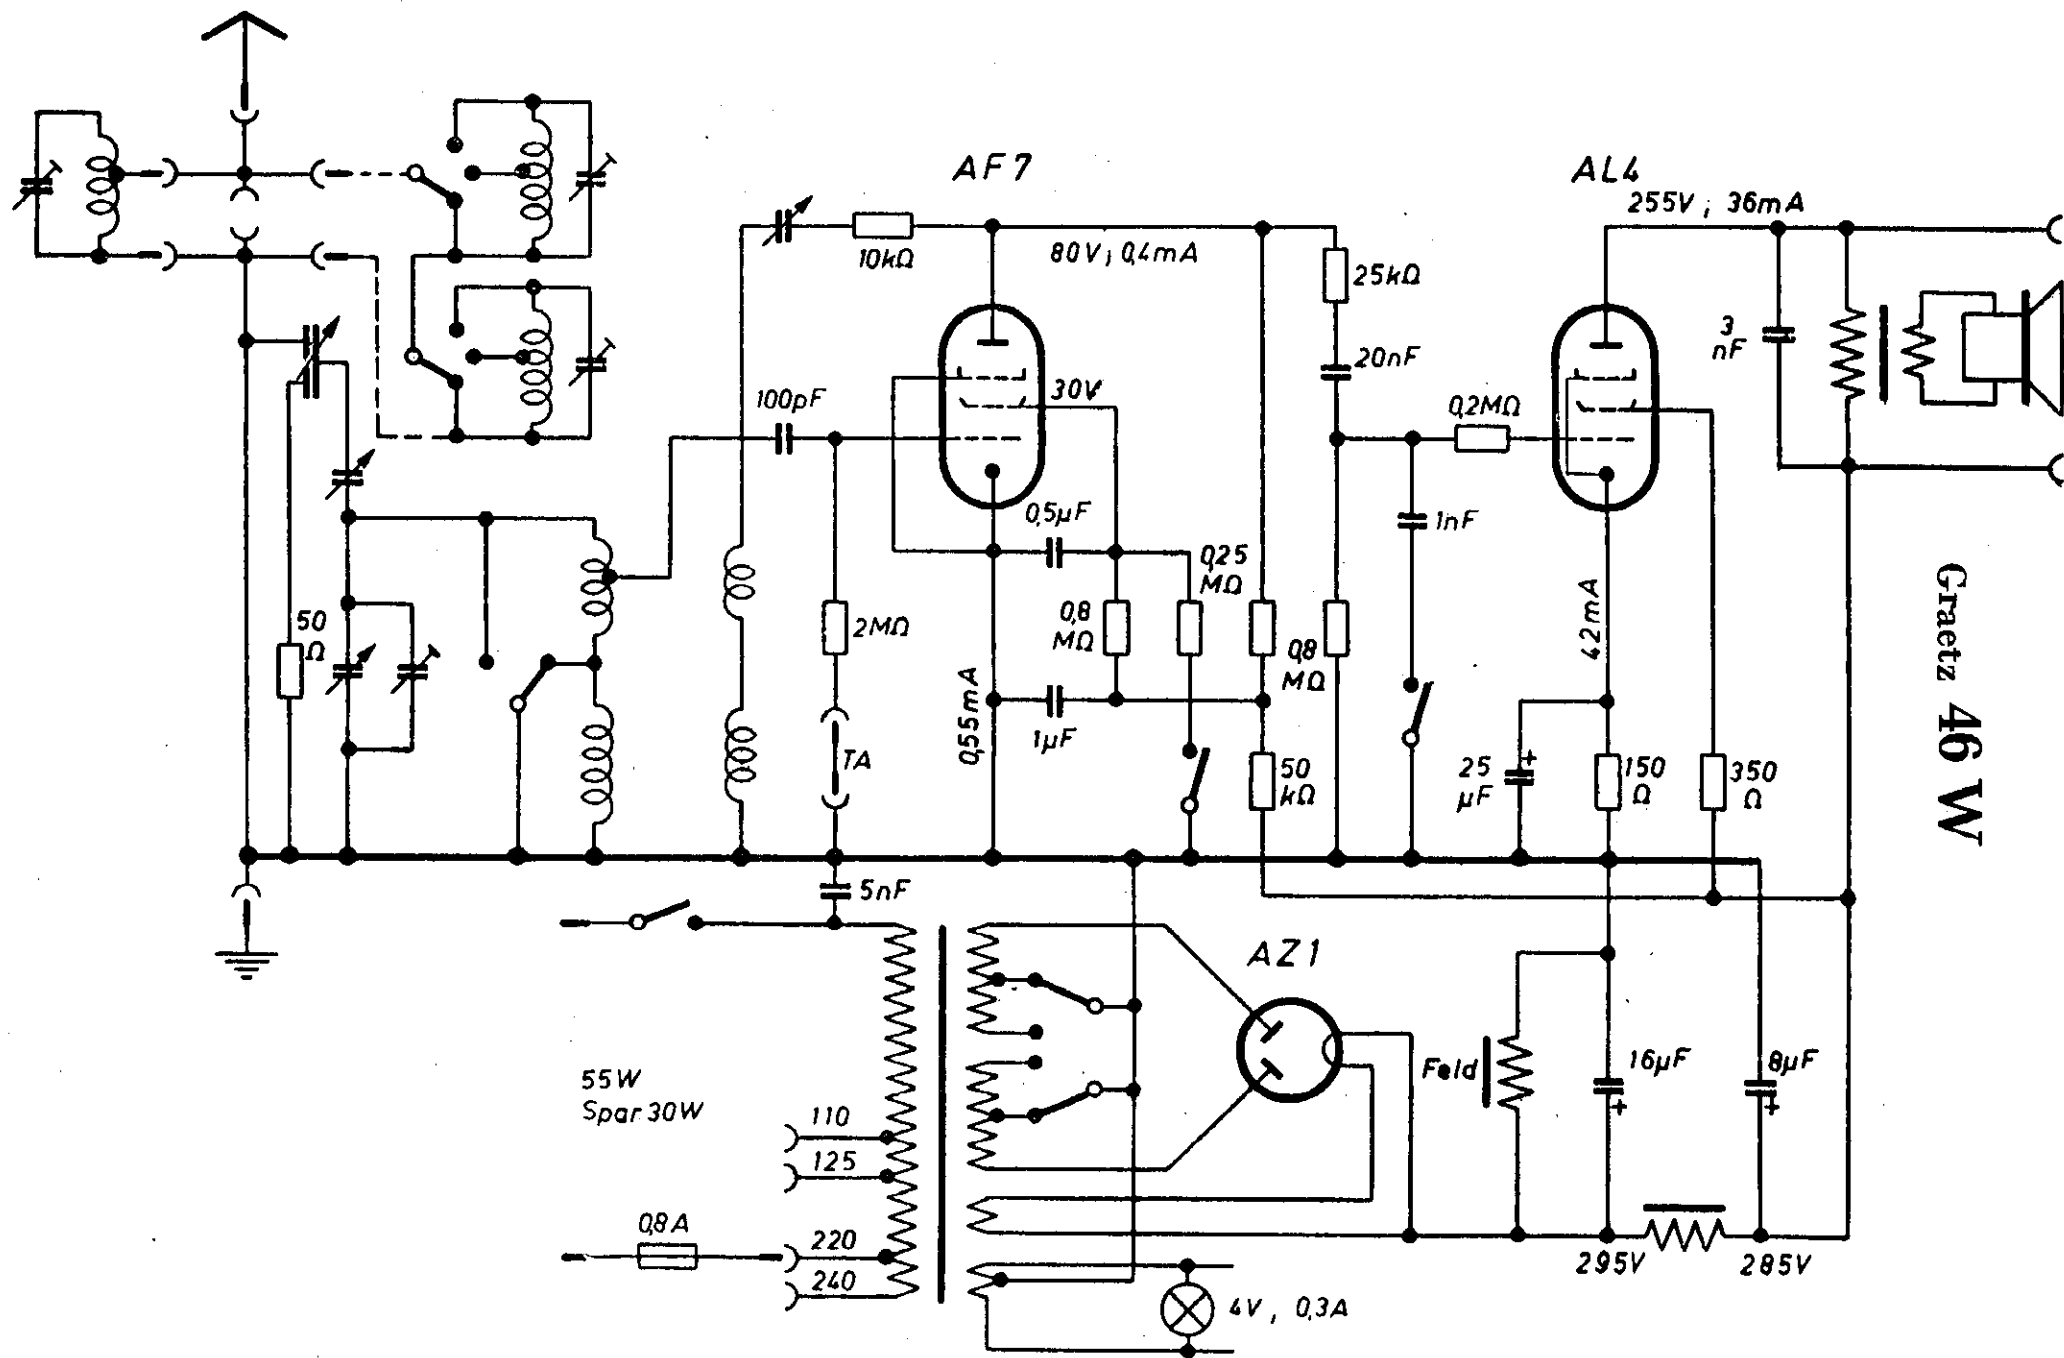 AF7
AL4
255V; 36mA
10kΩ
80V; 0,4mA
25kΩ
3
nF
20nF
100pF
30V
0,2MΩ
0,5µF
1nF
0,25
MΩ
50
Ω
2MΩ
0,8
MΩ
0,8
MΩ
42mA
Graetz 46 W
0,55mA
1µF
TA
50
kΩ
25
µF
+
150
Ω
350
Ω
5nF
AZ1
55W
Spar 30W
Feld
16µF
+
8µF
+
110
125
0,8A
220
240
295V
285V
4V, 0,3A